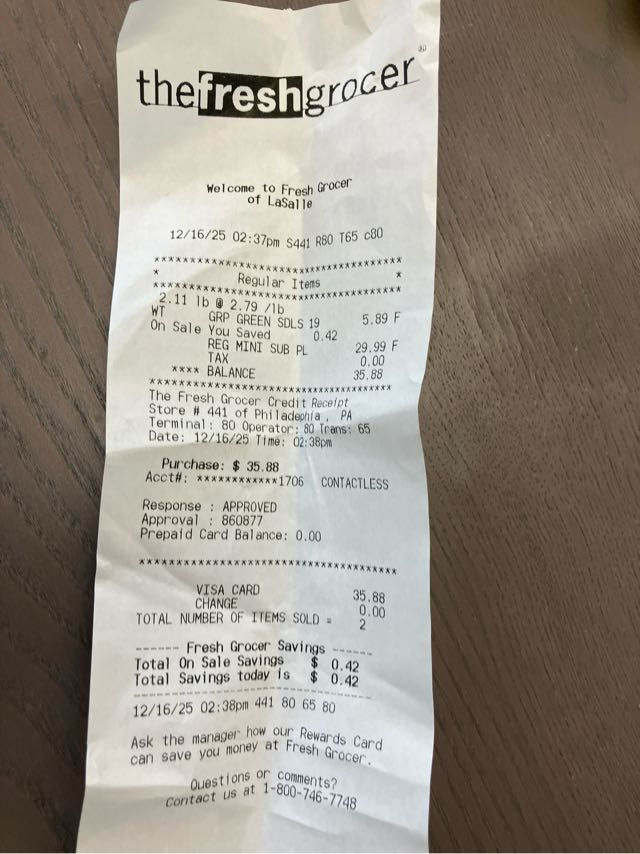 thefreshgrocer®
Welcome to Fresh Grocer
of LaSalle
12/16/25 02:37pm S441 R80 T65 c80
******************************************
* Regular Items *
******************************************
2.11 lb @ 2.79 /lb
WT GRP GREEN SDLS 19 5.89 F
On Sale You Saved 0.42
REG MINI SUB PL 29.99 F
TAX 0.00
**** BALANCE 35.88
******************************************
The Fresh Grocer Credit Receipt
Store # 441 of Philadephia , PA
Terminal: 80 Operator: 80 Trans: 65
Date: 12/16/25 Time: 02:38pm
Purchase: $ 35.88
Acct#: ************1706 CONTACTLESS
Response : APPROVED
Approval : 860877
Prepaid Card Balance: 0.00
******************************************
VISA CARD 35.88
CHANGE 0.00
TOTAL NUMBER OF ITEMS SOLD = 2
------ Fresh Grocer Savings ------
Total On Sale Savings $ 0.42
Total Savings today is $ 0.42
------------------------------------------
12/16/25 02:38pm 441 80 65 80
Ask the manager how our Rewards Card
can save you money at Fresh Grocer.
Questions or comments?
Contact us at 1-800-746-7748